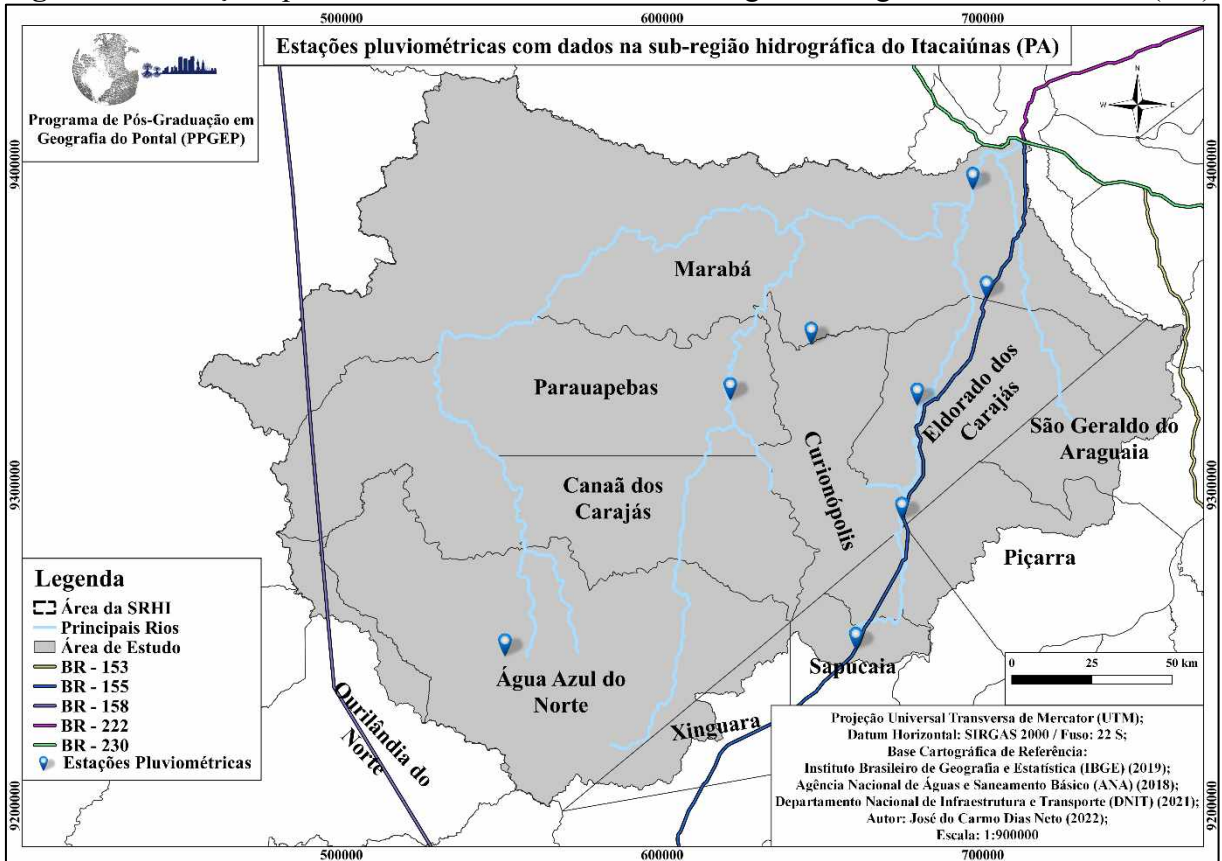 500000
600000
700000
Estações pluviométricas com dados na sub-região hidrográfica do Itacaiúnas (PA)
Programa de Pós-Graduação em
Geografia do Pontal (PPGEP)
N
W
E
9400000
9400000
Marabá
Parauapebas
Eldorado dos
Carajás
São Geraldo do
Araguaia
Curionópolis
Canaã dos
Carajás
9300000
9300000
Piçarra
Água Azul do
Norte
Sapucaia
Xinguara
Ourilândia do
Norte
Legenda
Área da SRHI
Principais Rios
Área de Estudo
BR - 153
BR - 155
BR - 158
BR - 222
BR - 230
Estações Pluviométricas
0 25 50 km
Projeção Universal Transversa de Mercator (UTM);
Datum Horizontal: SIRGAS 2000 / Fuso: 22 S;
Base Cartográfica de Referência:
Instituto Brasileiro de Geografia e Estatística (IBGE) (2019);
Agência Nacional de Águas e Saneamento Básico (ANA) (2018);
Departamento Nacional de Infraestrutura e Transporte (DNIT) (2021);
Autor: José do Carmo Dias Neto (2022);
Escala: 1:900000
9200000
9200000
500000
600000
700000